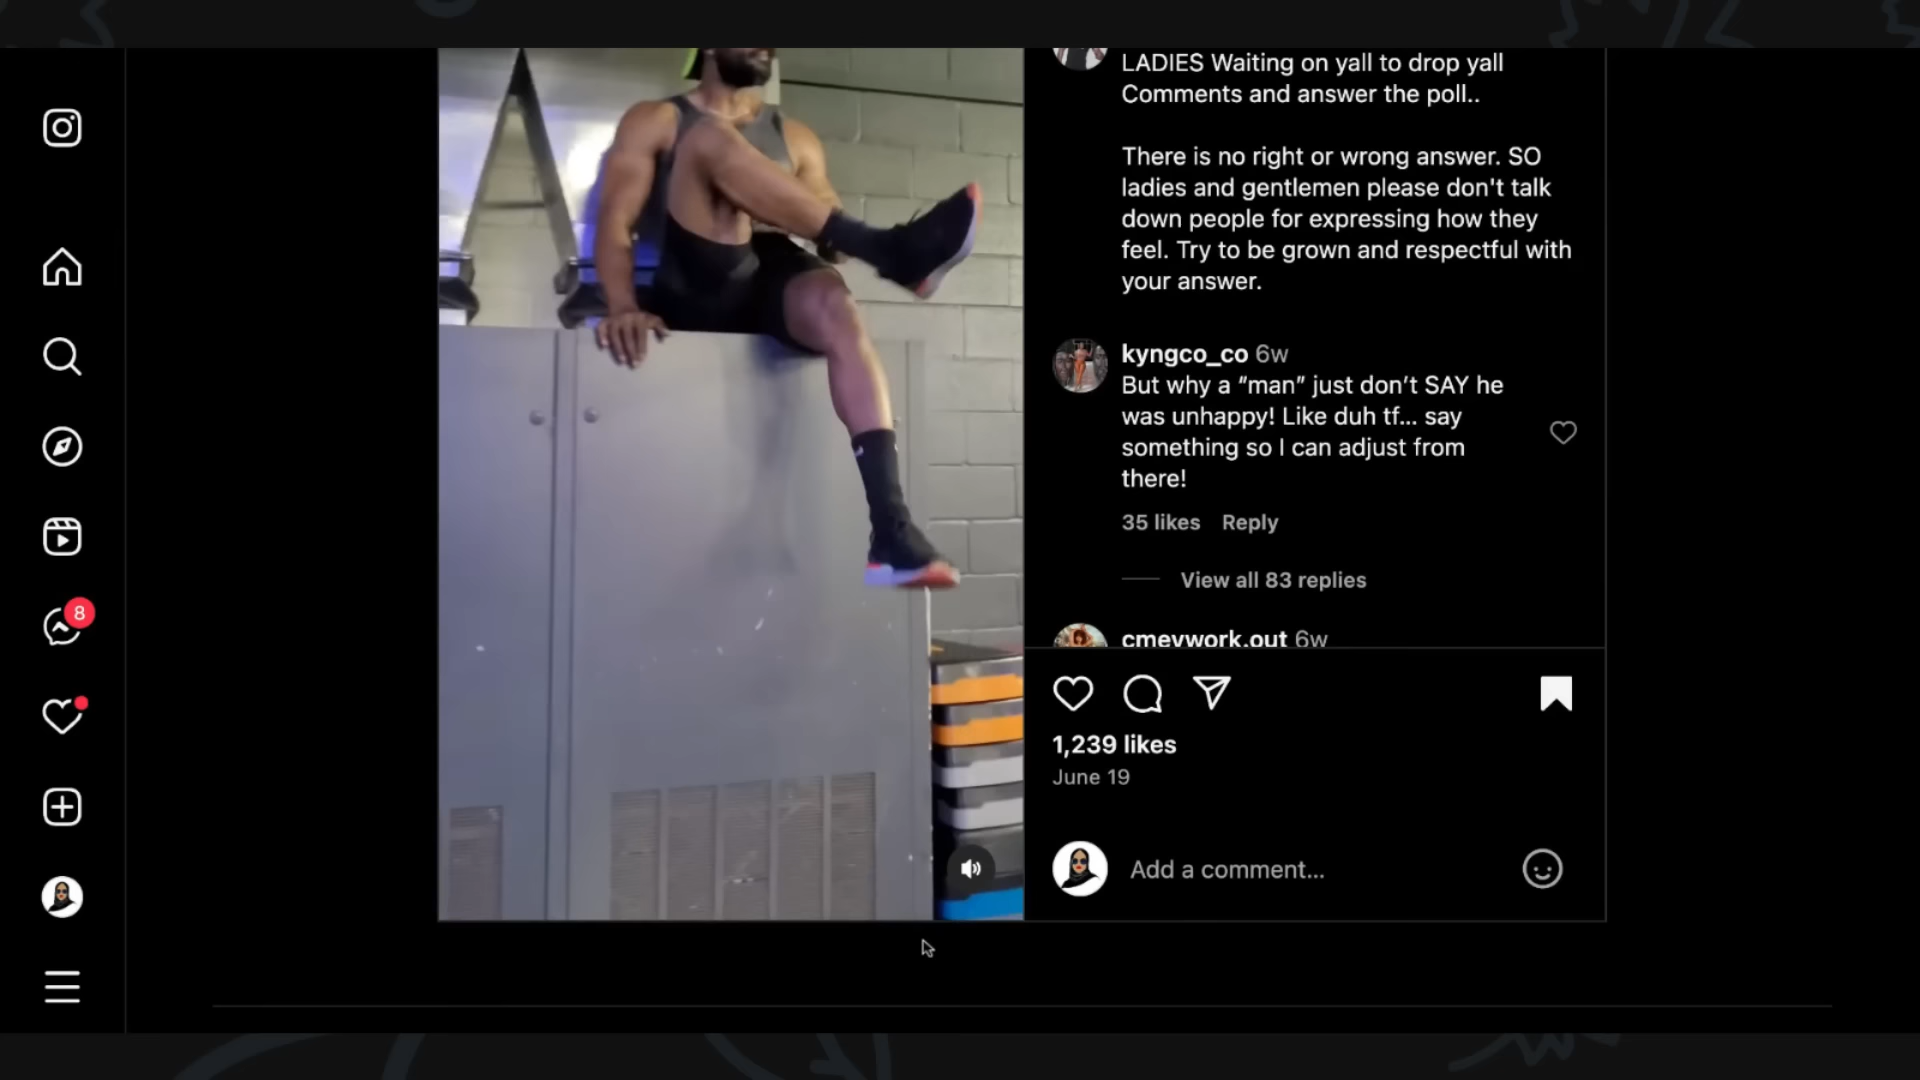 LADIES Waiting on yall to drop yall
Comments and answer the poll..
There is no right or wrong answer. SO
ladies and gentlemen please don't talk
down people for expressing how they
feel. Try to be grown and respectful with
your answer.
kyngco_co 6w
But why a “man” just don’t SAY he
was unhappy! Like duh tf... say
something so I can adjust from
there!
35 likes Reply
View all 83 replies
cmevwork.out 6w
8
1,239 likes
June 19
Add a comment...